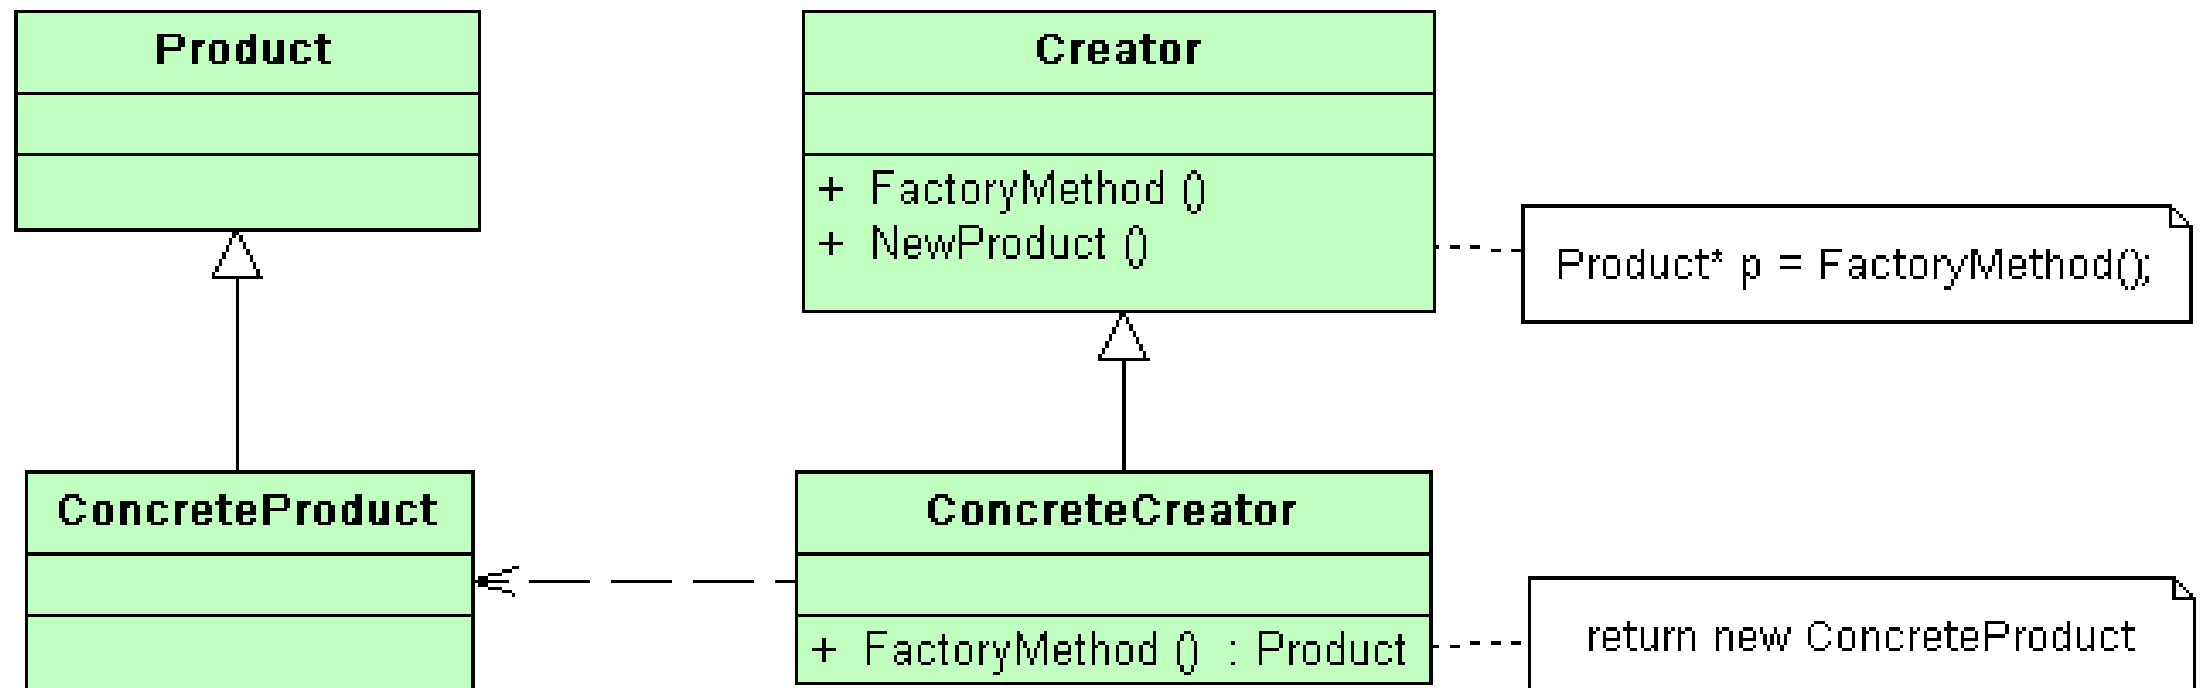 Product
Creator
+ FactoryMethod ()
+ NewProduct ()
Product* p = FactoryMethod();
ConcreteProduct
ConcreteCreator
+ FactoryMethod () : Product
return new ConcreteProduct